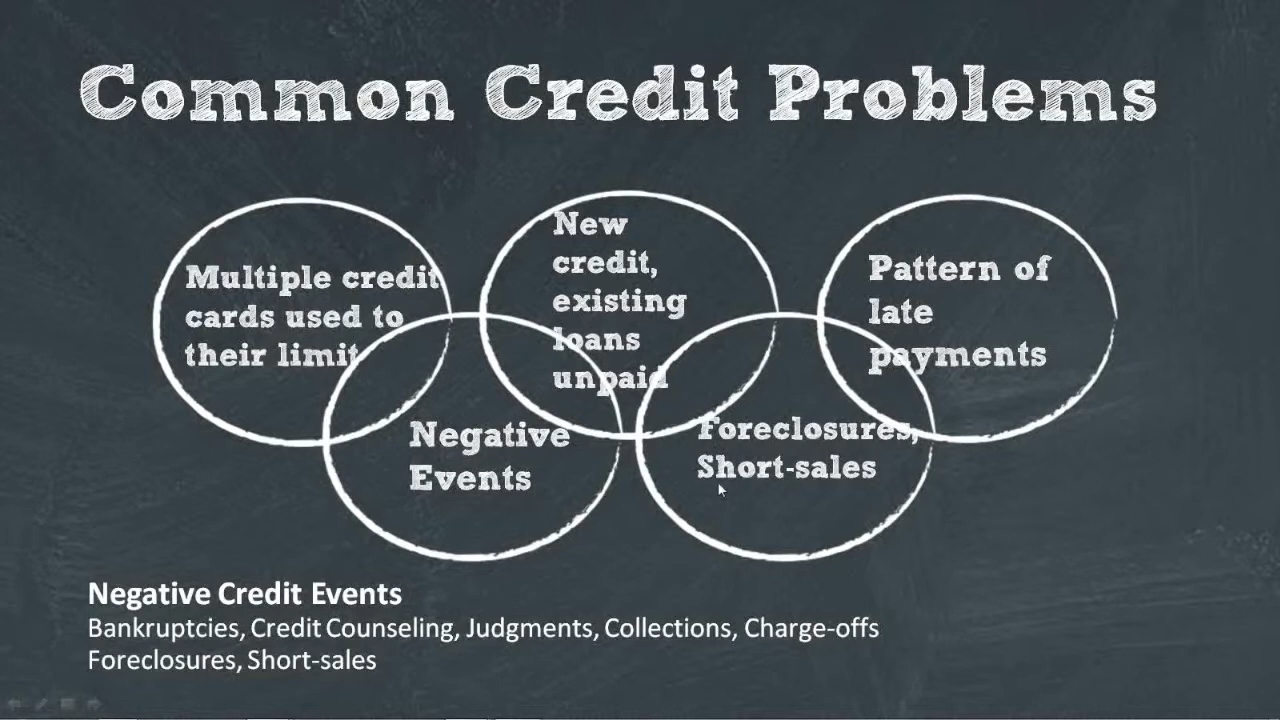 Common Credit Problems
Multiple credit
cards used to
their limit
New
credit,
existing
loans
unpaid
Pattern of
late
payments
Negative
Events
Foreclosures,
Short-sales
Negative Credit Events
Bankruptcies, Credit Counseling, Judgments, Collections, Charge-offs
Foreclosures, Short-sales